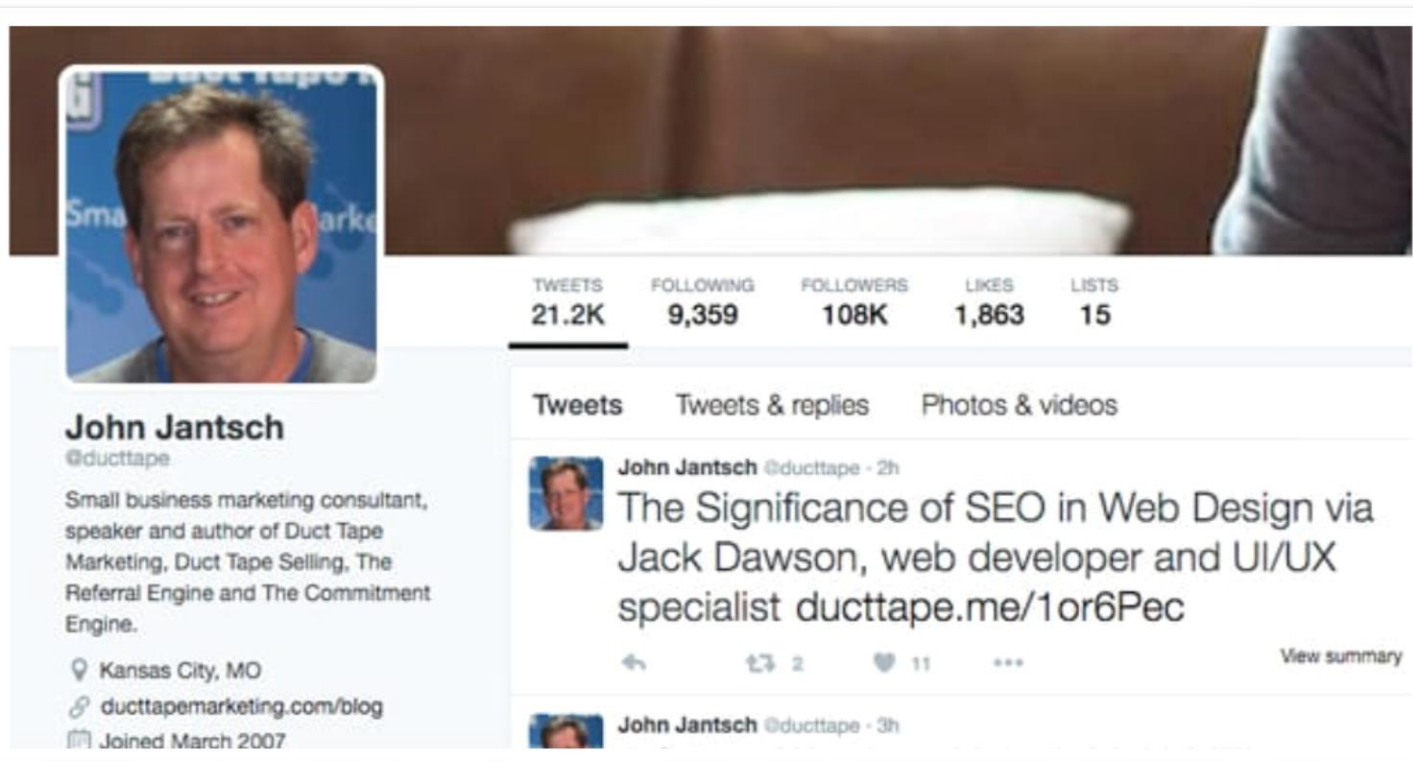 Duct Tape
G
Sma
arke
TWEETS FOLLOWING FOLLOWERS LIKES LISTS
21.2K 9,359 108K 1,863 15
John Jantsch
@ducttape
Small business marketing consultant,
speaker and author of Duct Tape
Marketing, Duct Tape Selling, The
Referral Engine and The Commitment
Engine.
Kansas City, MO
ducttapemarketing.com/blog
Joined March 2007
Tweets Tweets & replies Photos & videos
John Jantsch @ducttape · 2h
The Significance of SEO in Web Design via
Jack Dawson, web developer and UI/UX
specialist ducttape.me/1or6Pec
2 11 View summary
John Jantsch @ducttape · 3h